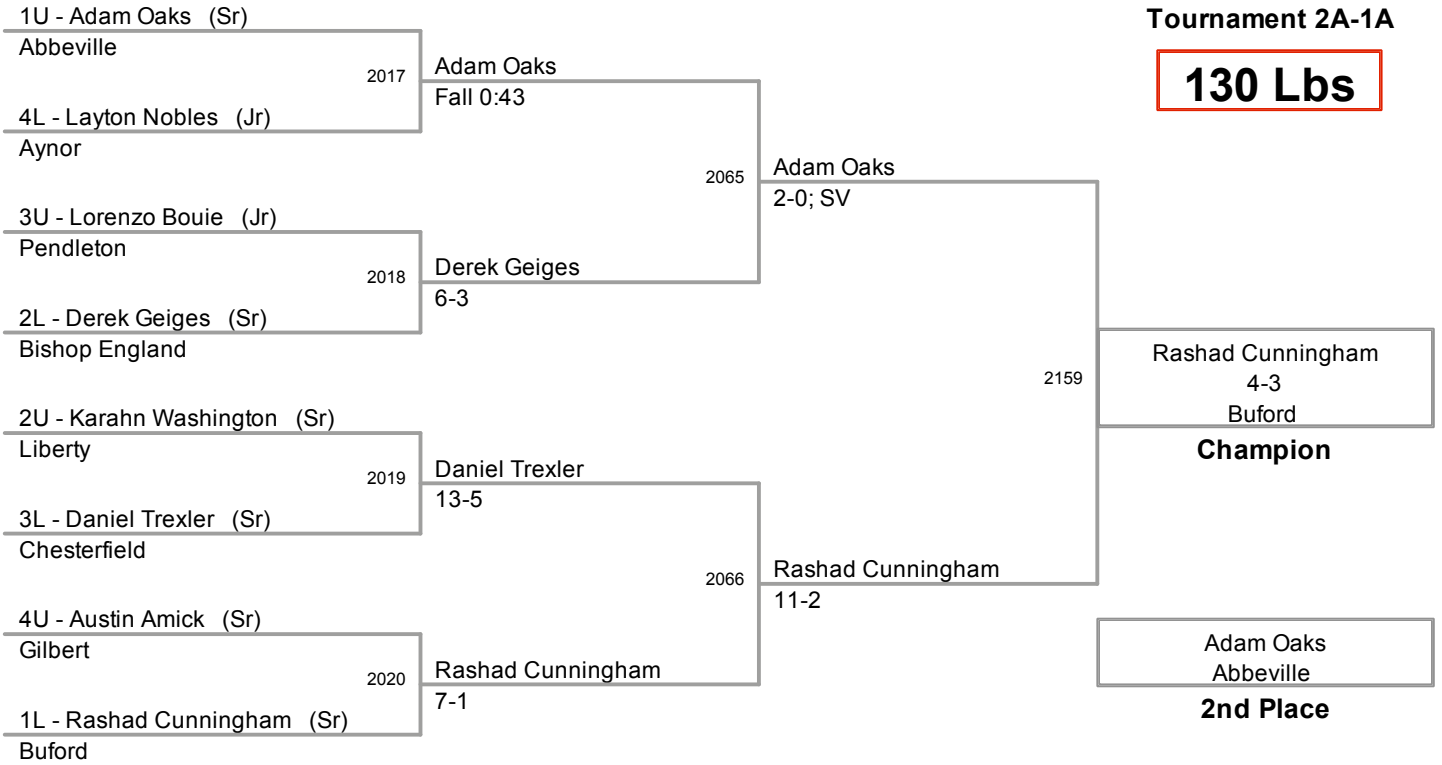 1U - Adam Oaks (Sr)
Abbeville
2017
4L - Layton Nobles (Jr)
Aynor
3U - Lorenzo Bouie (Jr)
Pendleton
2018
2L - Derek Geiges (Sr)
Bishop England
2U - Karahn Washington (Sr)
Liberty
2019
3L - Daniel Trexler (Sr)
Chesterfield
4U - Austin Amick (Sr)
Gilbert
2020
1L - Rashad Cunningham (Sr)
Buford
Adam Oaks
Fall 0:43
2065
Derek Geiges
6-3
Daniel Trexler
13-5
2066
Rashad Cunningham
7-1
Adam Oaks
2-0; SV
2159
Rashad Cunningham
11-2
Tournament 2A-1A
130 Lbs
Rashad Cunningham
4-3
Buford
Champion
Adam Oaks
Abbeville
2nd Place